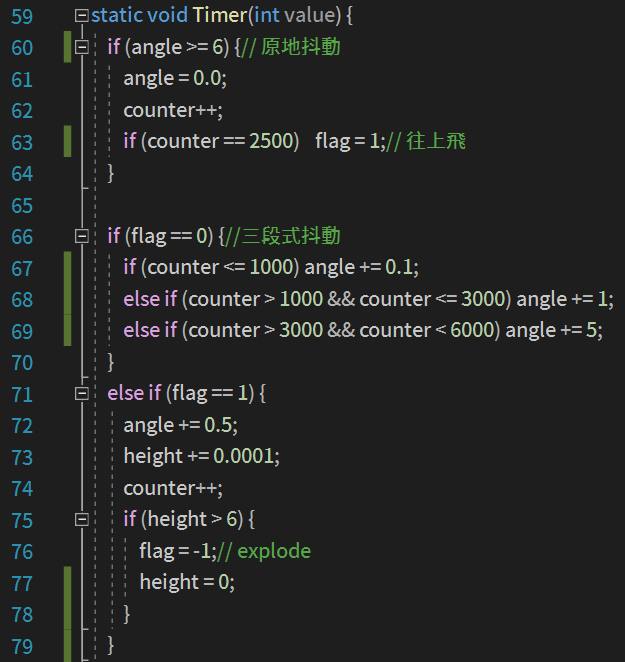 59 static void Timer(int value) {
60 if (angle >= 6) {// 原地抖動
61 angle = 0.0;
62 counter++;
63 if (counter == 2500)   flag = 1;// 往上飛
64 }
65
66 if (flag == 0) {//三段式抖動
67 if (counter <= 1000) angle += 0.1;
68 else if (counter > 1000 && counter <= 3000) angle += 1;
69 else if (counter > 3000 && counter < 6000) angle += 5;
70 }
71 else if (flag == 1) {
72 angle += 0.5;
73 height += 0.0001;
74 counter++;
75 if (height > 6) {
76 flag = -1;// explode
77 height = 0;
78 }
79 }